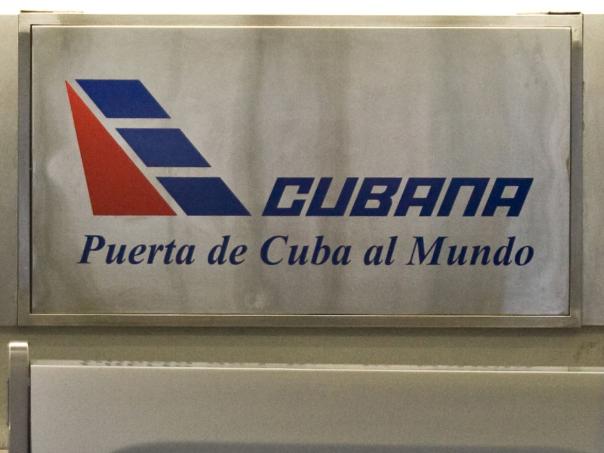 CUBANA
Puerta de Cuba al Mundo